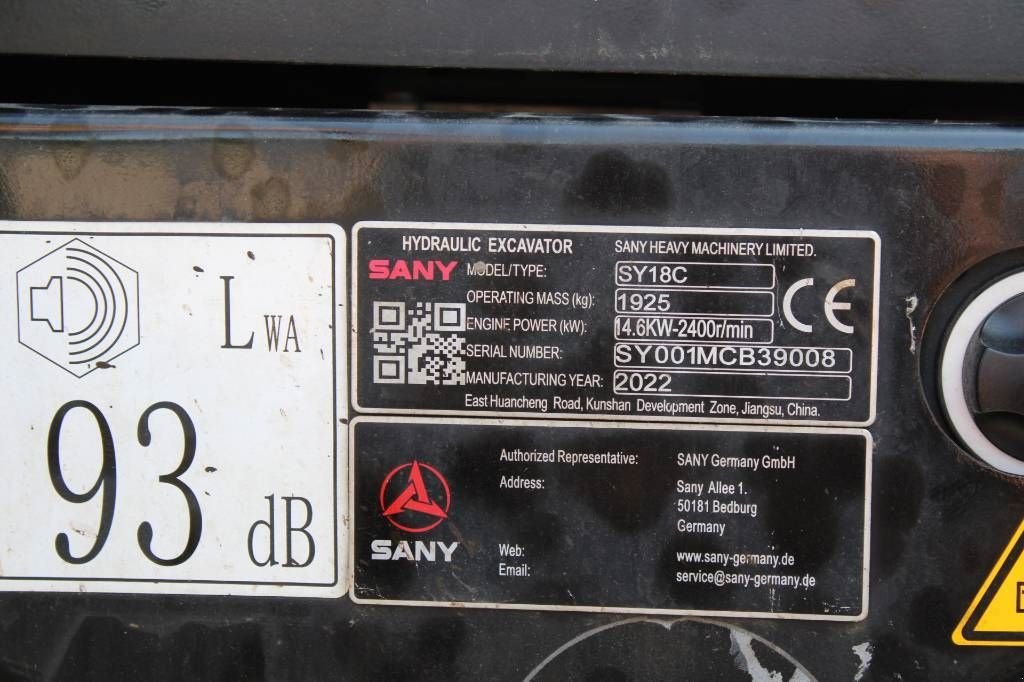 LWA
93 dB
HYDRAULIC EXCAVATOR SANY HEAVY MACHINERY LIMITED.
SANY
MODEL/TYPE: SY18C
OPERATING MASS (kg): 1925
ENGINE POWER (kW): 14.6KW-2400r/min
SERIAL NUMBER: SY001MCB39008
MANUFACTURING YEAR: 2022
CE
East Huancheng Road, Kunshan Development Zone, Jiangsu, China.
Authorized Representative: SANY Germany GmbH
Address: Sany Allee 1.
50181 Bedburg
Germany
SANY
Web: www.sany-germany.de
Email: service@sany-germany.de